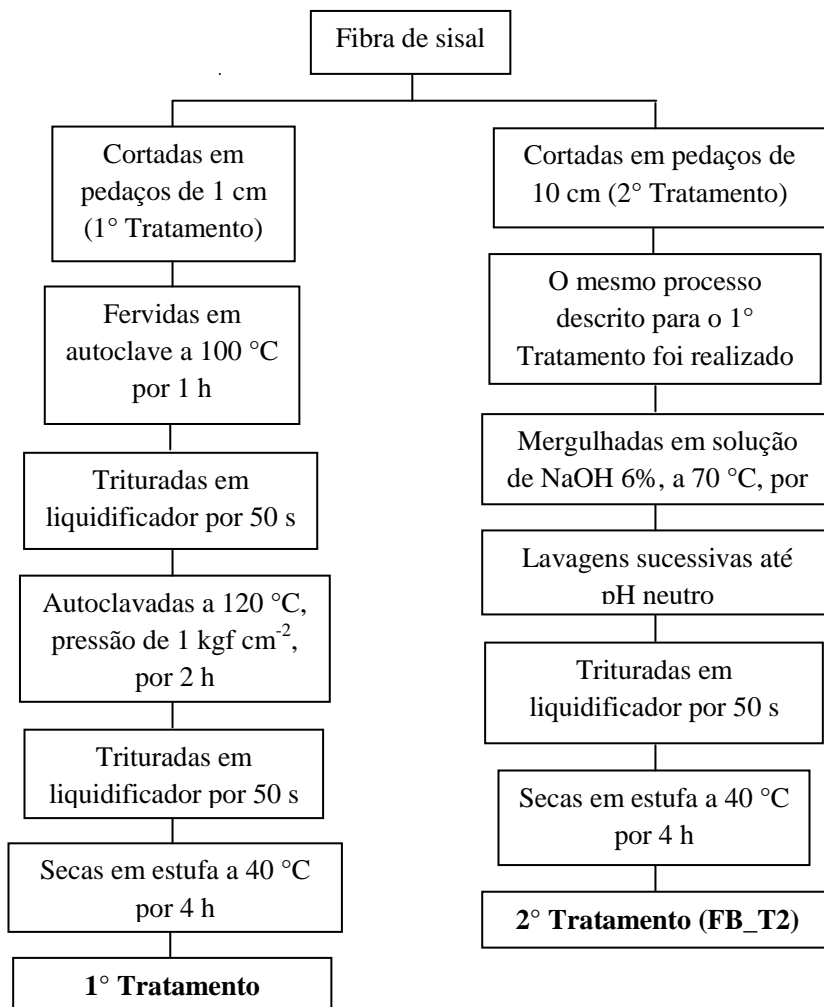 Fibra de sisal
Cortadas em
pedaços de 1 cm
(1° Tratamento)
Fervidas em
autoclave a 100 °C
por 1 h
Trituradas em
liquidificador por 50 s
Autoclavadas a 120 °C,
pressão de 1 kgf cm-2,
por 2 h
Trituradas em
liquidificador por 50 s
Secas em estufa a 40 °C
por 4 h
1° Tratamento
Cortadas em pedaços de
10 cm (2° Tratamento)
O mesmo processo
descrito para o 1°
Tratamento foi realizado
Mergulhadas em solução
de NaOH 6%, a 70 °C, por
Lavagens sucessivas até
pH neutro
Trituradas em
liquidificador por 50 s
Secas em estufa a 40 °C
por 4 h
2° Tratamento (FB_T2)